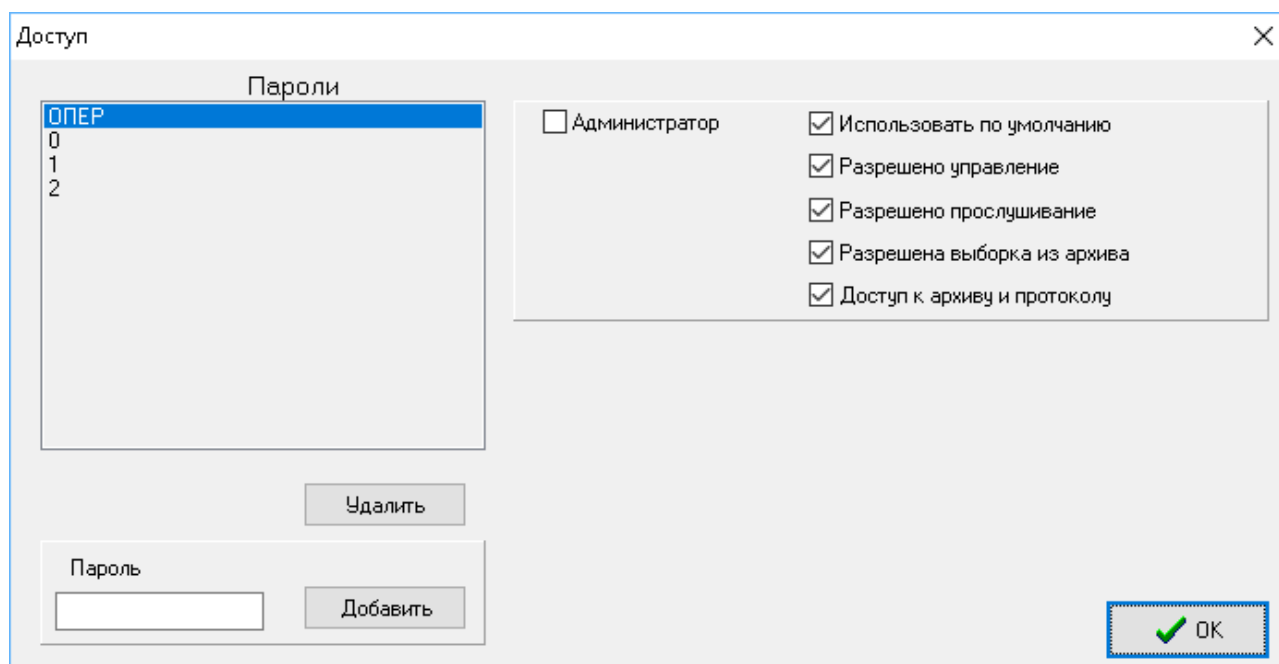 Доступ
Пароли
ОПЕР
0
1
2
Администратор
Использовать по умолчанию
Разрешено управление
Разрешено прослушивание
Разрешена выборка из архива
Доступ к архиву и протоколу
Удалить
Пароль
Добавить
OK